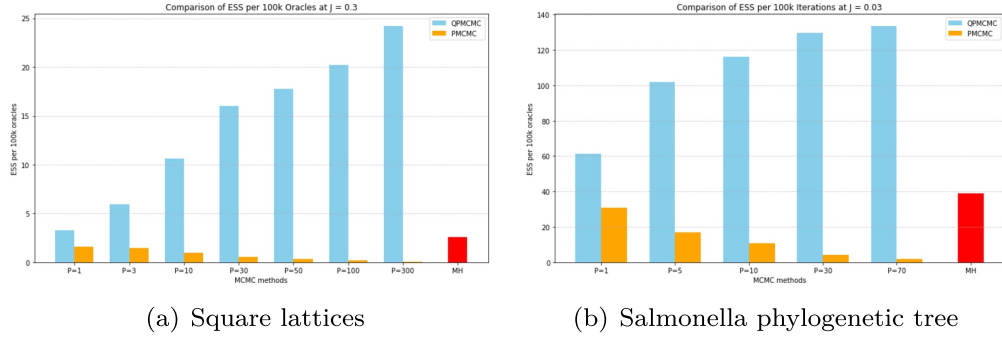 Comparison of ESS per 100k Oracles at J = 0.3
QPMCMC
PMCMC
25
20
15
10
5
0
ESS per 100k oracles
P=1 P=3 P=10 P=30 P=50 P=100 P=300 MH
MCMC methods
(a) Square lattices
Comparison of ESS per 100k Iterations at J = 0.03
QPMCMC
PMCMC
140
120
100
80
60
40
20
0
ESS per 100k oracles
P=1 P=5 P=10 P=30 P=70 MH
MCMC methods
(b) Salmonella phylogenetic tree